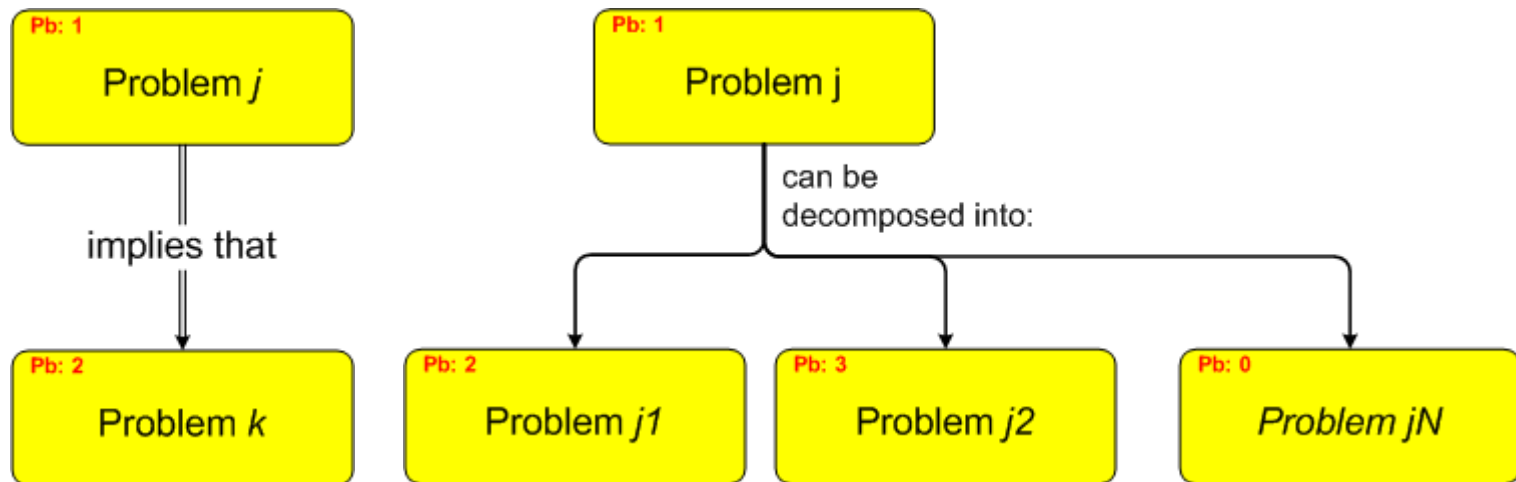 Pb: 1
Problem j
implies that
Pb: 2
Problem k
Pb: 1
Problem j
can be
decomposed into:
Pb: 2
Problem j1
Pb: 3
Problem j2
Pb: 0
Problem jN